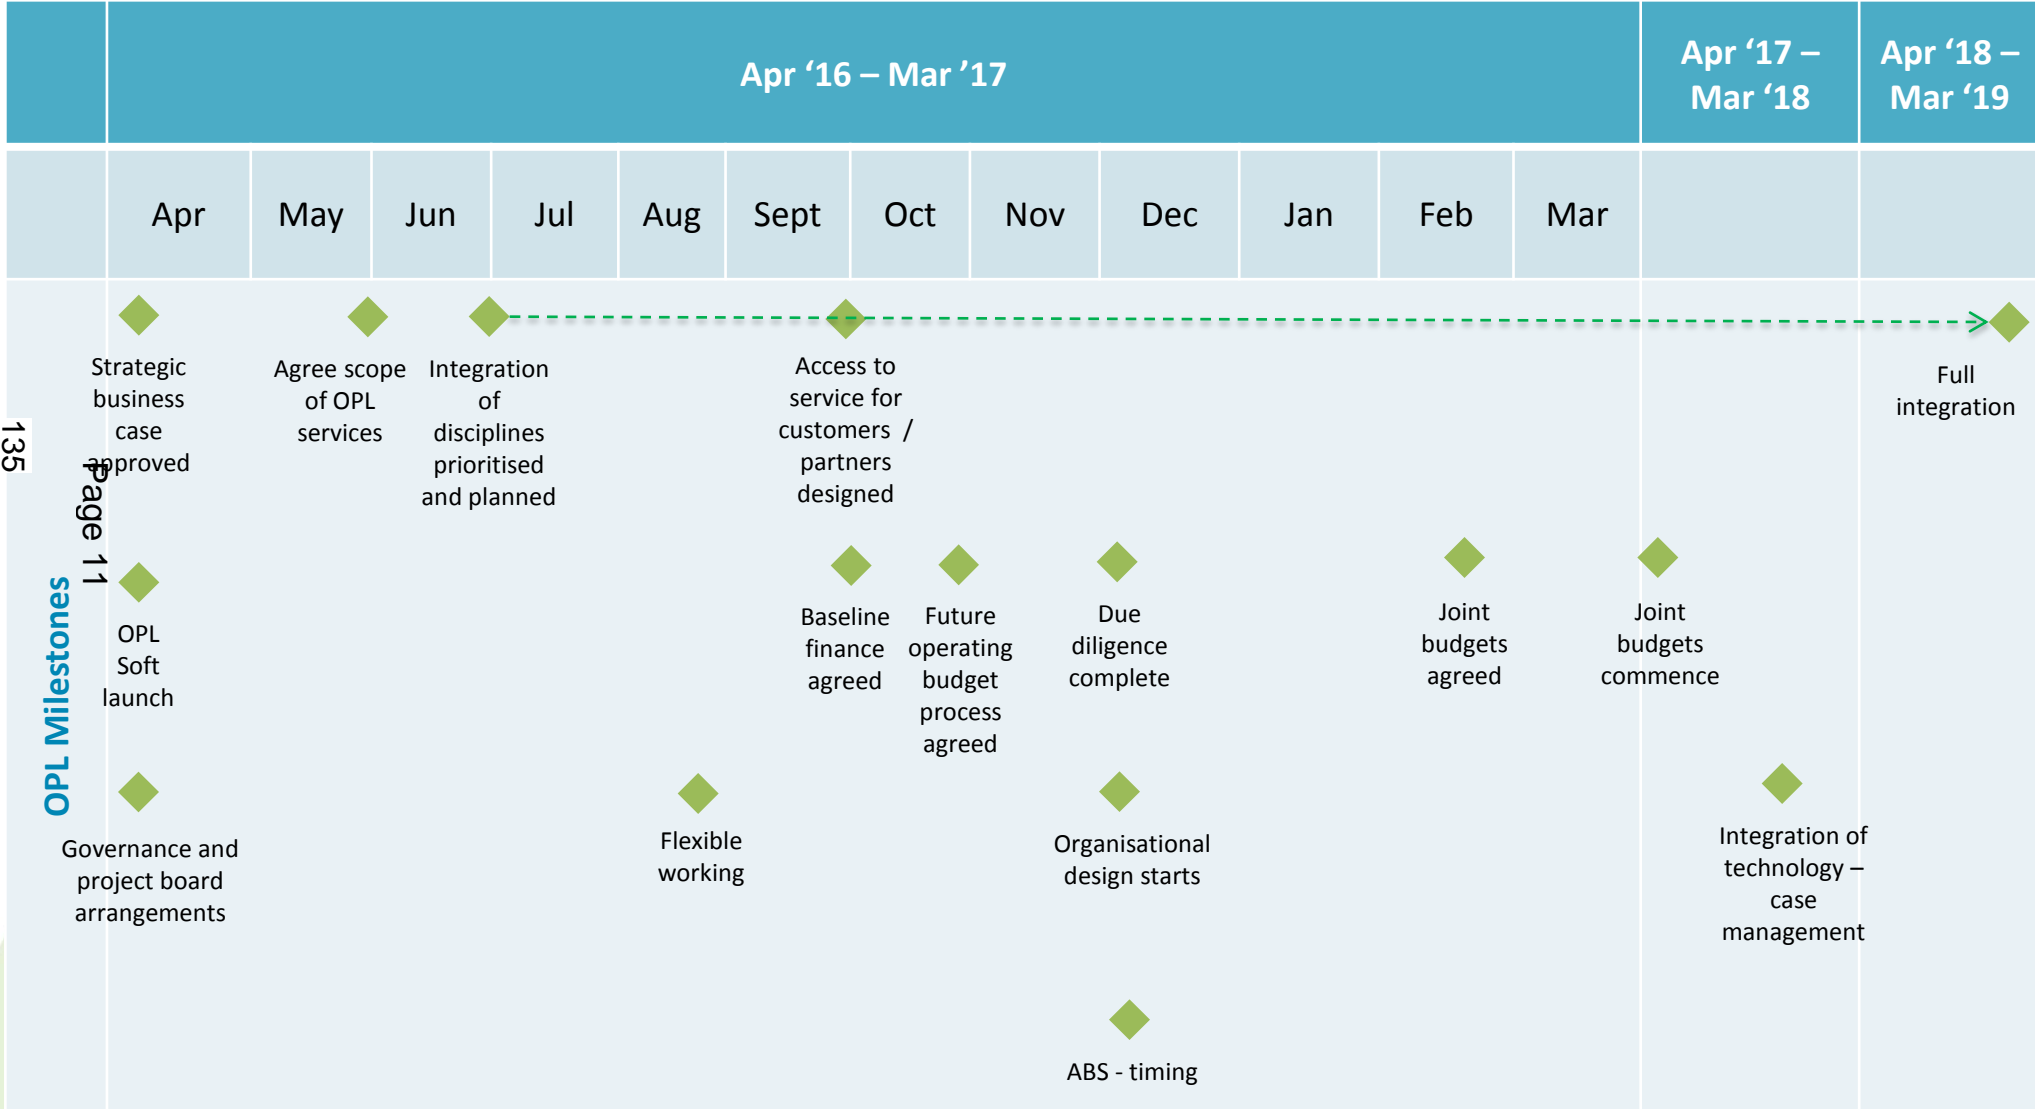 Apr ‘16 – Mar ’17
Apr ‘17 –
Mar ‘18
Apr ‘18 –
Mar ‘19
Apr
May
Jun
Jul
Aug
Sept
Oct
Nov
Dec
Jan
Feb
Mar
OPL Milestones
135
Page 11
Strategic
business
case
approved
Agree scope
of OPL
services
Integration
of
disciplines
prioritised
and planned
Access to
service for
customers /
partners
designed
Full
integration
OPL
Soft
launch
Baseline
finance
agreed
Future
operating
budget
process
agreed
Due
diligence
complete
Joint
budgets
agreed
Joint
budgets
commence
Governance and
project board
arrangements
Flexible
working
Organisational
design starts
Integration of
technology –
case
management
ABS - timing